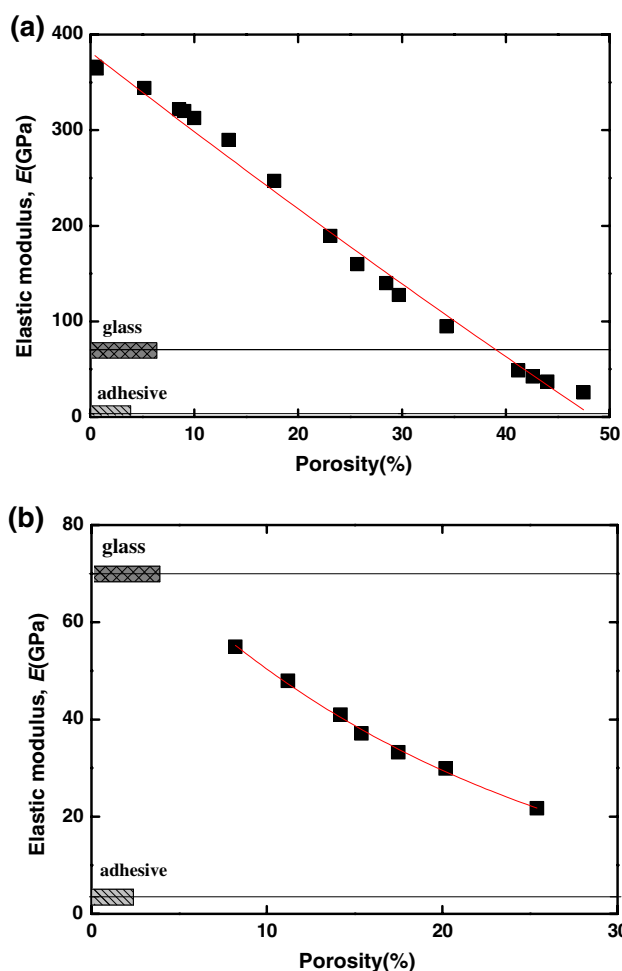 (a)
400
300
200
100
0
Elastic modulus, E(GPa)
glass
adhesive
0 10 20 30 40 50
Porosity(%)
(b)
80
60
40
20
0
Elastic modulus, E(GPa)
glass
adhesive
0 10 20 30
Porosity(%)